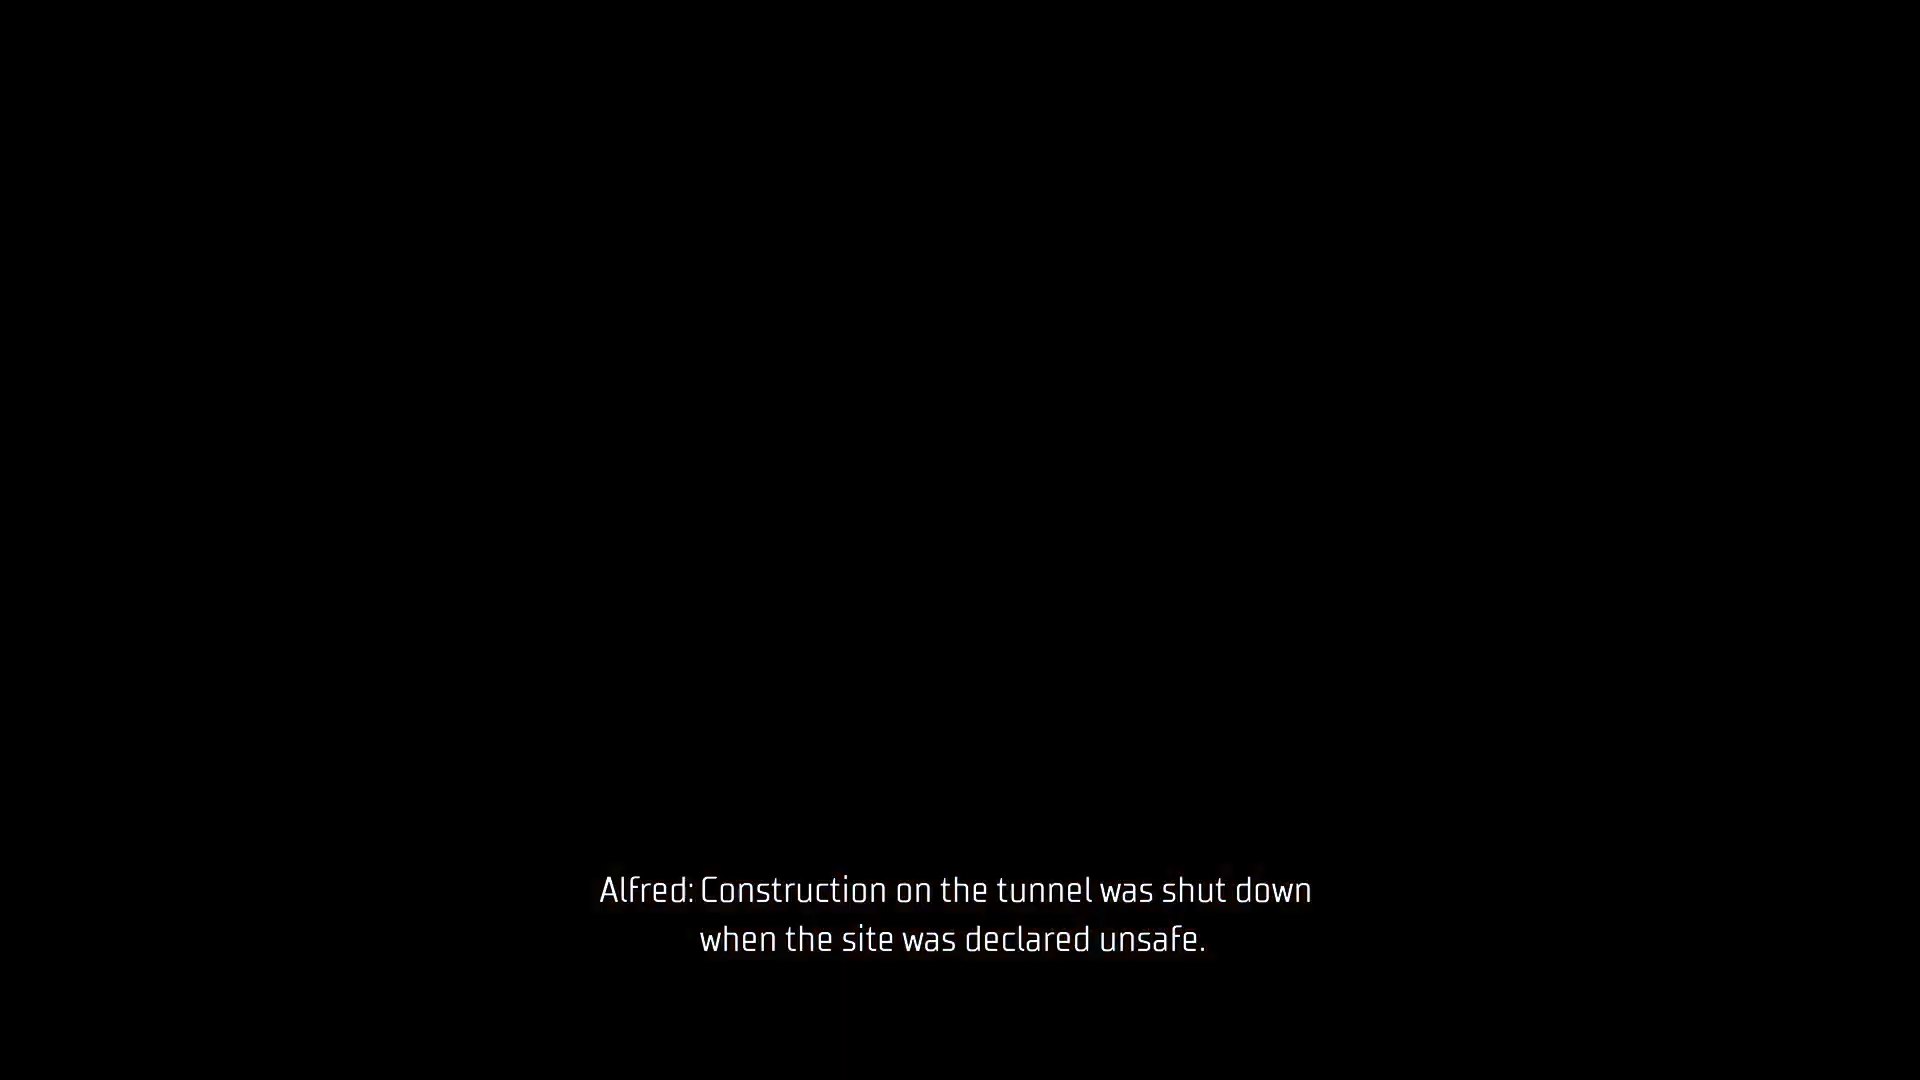 Alfred: Construction on the tunnel was shut down
when the site was declared unsafe.